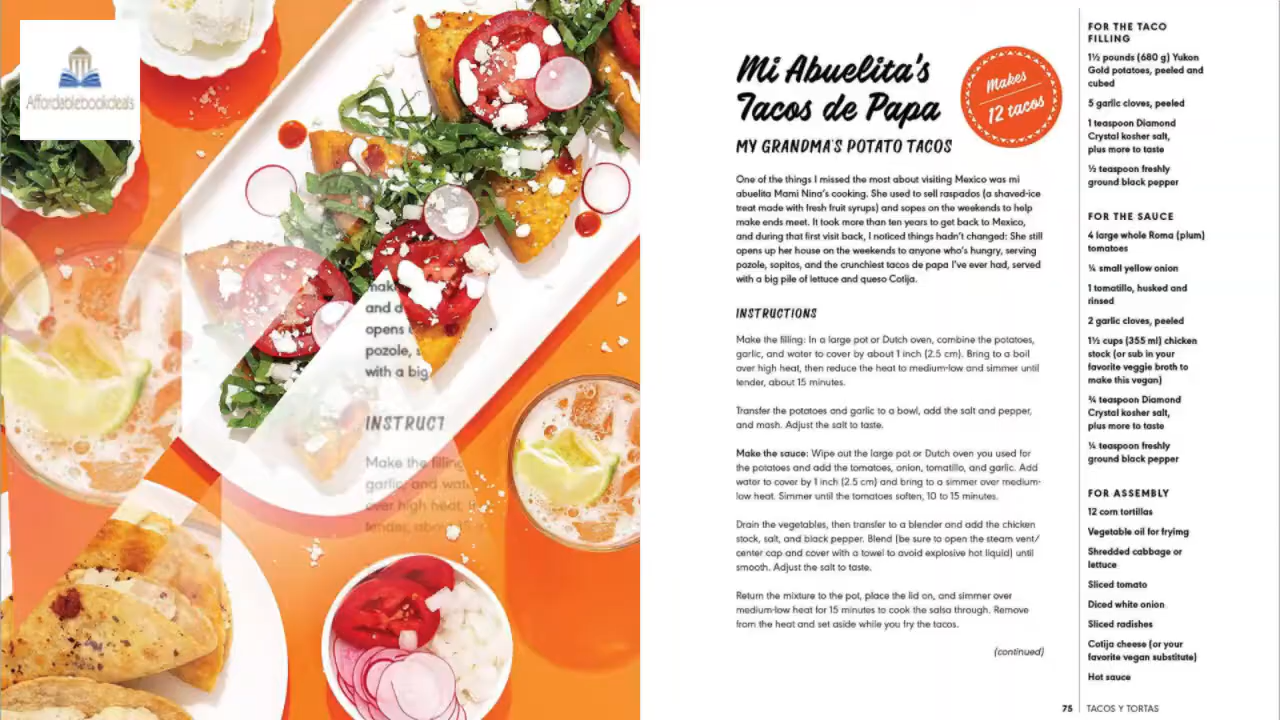 Affordablebookdeals
mak
and a
opens
pozole, s
with a big
INSTRUCT
Make the filling
garlic, and wat
over high heat,
tender, about
Mi Abuelita's
Tacos de Papa
Makes
12 tacos
MY GRANDMA'S POTATO TACOS
One of the things I missed the most about visiting Mexico was mi
abuelita Mami Nina's cooking. She used to sell raspados (a shaved-ice
treat made with fresh fruit syrups) and sopes on the weekends to help
make ends meet. It took more than ten years to get back to Mexico,
and during that first visit back, I noticed things hadn't changed: She still
opens up her house on the weekends to anyone who's hungry, serving
pozole, sopitos, and the crunchiest tacos de papa I've ever had, served
with a big pile of lettuce and queso Cotija.
INSTRUCTIONS
Make the filling: In a large pot or Dutch oven, combine the potatoes,
garlic, and water to cover by about 1 inch (2.5 cm). Bring to a boil
over high heat, then reduce the heat to medium-low and simmer until
tender, about 15 minutes.
Transfer the potatoes and garlic to a bowl, add the salt and pepper,
and mash. Adjust the salt to taste.
Make the sauce: Wipe out the large pot or Dutch oven you used for
the potatoes and add the tomatoes, onion, tomatillo, and garlic. Add
water to cover by 1 inch (2.5 cm) and bring to a simmer over medium-
low heat. Simmer until the tomatoes soften, 10 to 15 minutes.
Drain the vegetables, then transfer to a blender and add the chicken
stock, salt, and black pepper. Blend (be sure to open the steam vent/
center cap and cover with a towel to avoid explosive hot liquid) until
smooth. Adjust the salt to taste.
Return the mixture to the pot, place the lid on, and simmer over
medium-low heat for 15 minutes to cook the salsa through. Remove
from the heat and set aside while you fry the tacos.
(continued)
FOR THE TACO
FILLING
1½ pounds (680 g) Yukon
Gold potatoes, peeled and
cubed
5 garlic cloves, peeled
1 teaspoon Diamond
Crystal kosher salt,
plus more to taste
½ teaspoon freshly
ground black pepper
FOR THE SAUCE
4 large whole Roma (plum)
tomatoes
¼ small yellow onion
1 tomatillo, husked and
rinsed
2 garlic cloves, peeled
1½ cups (355 ml) chicken
stock (or sub in your
favorite veggie broth to
make this vegan)
¾ teaspoon Diamond
Crystal kosher salt,
plus more to taste
¼ teaspoon freshly
ground black pepper
FOR ASSEMBLY
12 corn tortillas
Vegetable oil for fryimg
Shredded cabbage or
lettuce
Sliced tomato
Diced white onion
Sliced radishes
Cotija cheese (or your
favorite vegan substitute)
Hot sauce
75 TACOS Y TORTAS